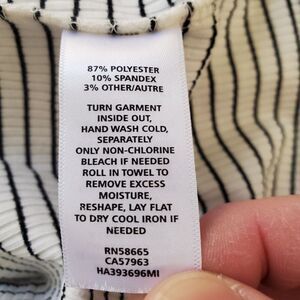 87% POLYESTER
10% SPANDEX
3% OTHER/AUTRE
TURN GARMENT
INSIDE OUT,
HAND WASH COLD,
SEPARATELY
ONLY NON-CHLORINE
BLEACH IF NEEDED
ROLL IN TOWEL TO
REMOVE EXCESS
MOISTURE,
RESHAPE, LAY FLAT
TO DRY COOL IRON IF
NEEDED
RN58665
CA57963
HA393696MI